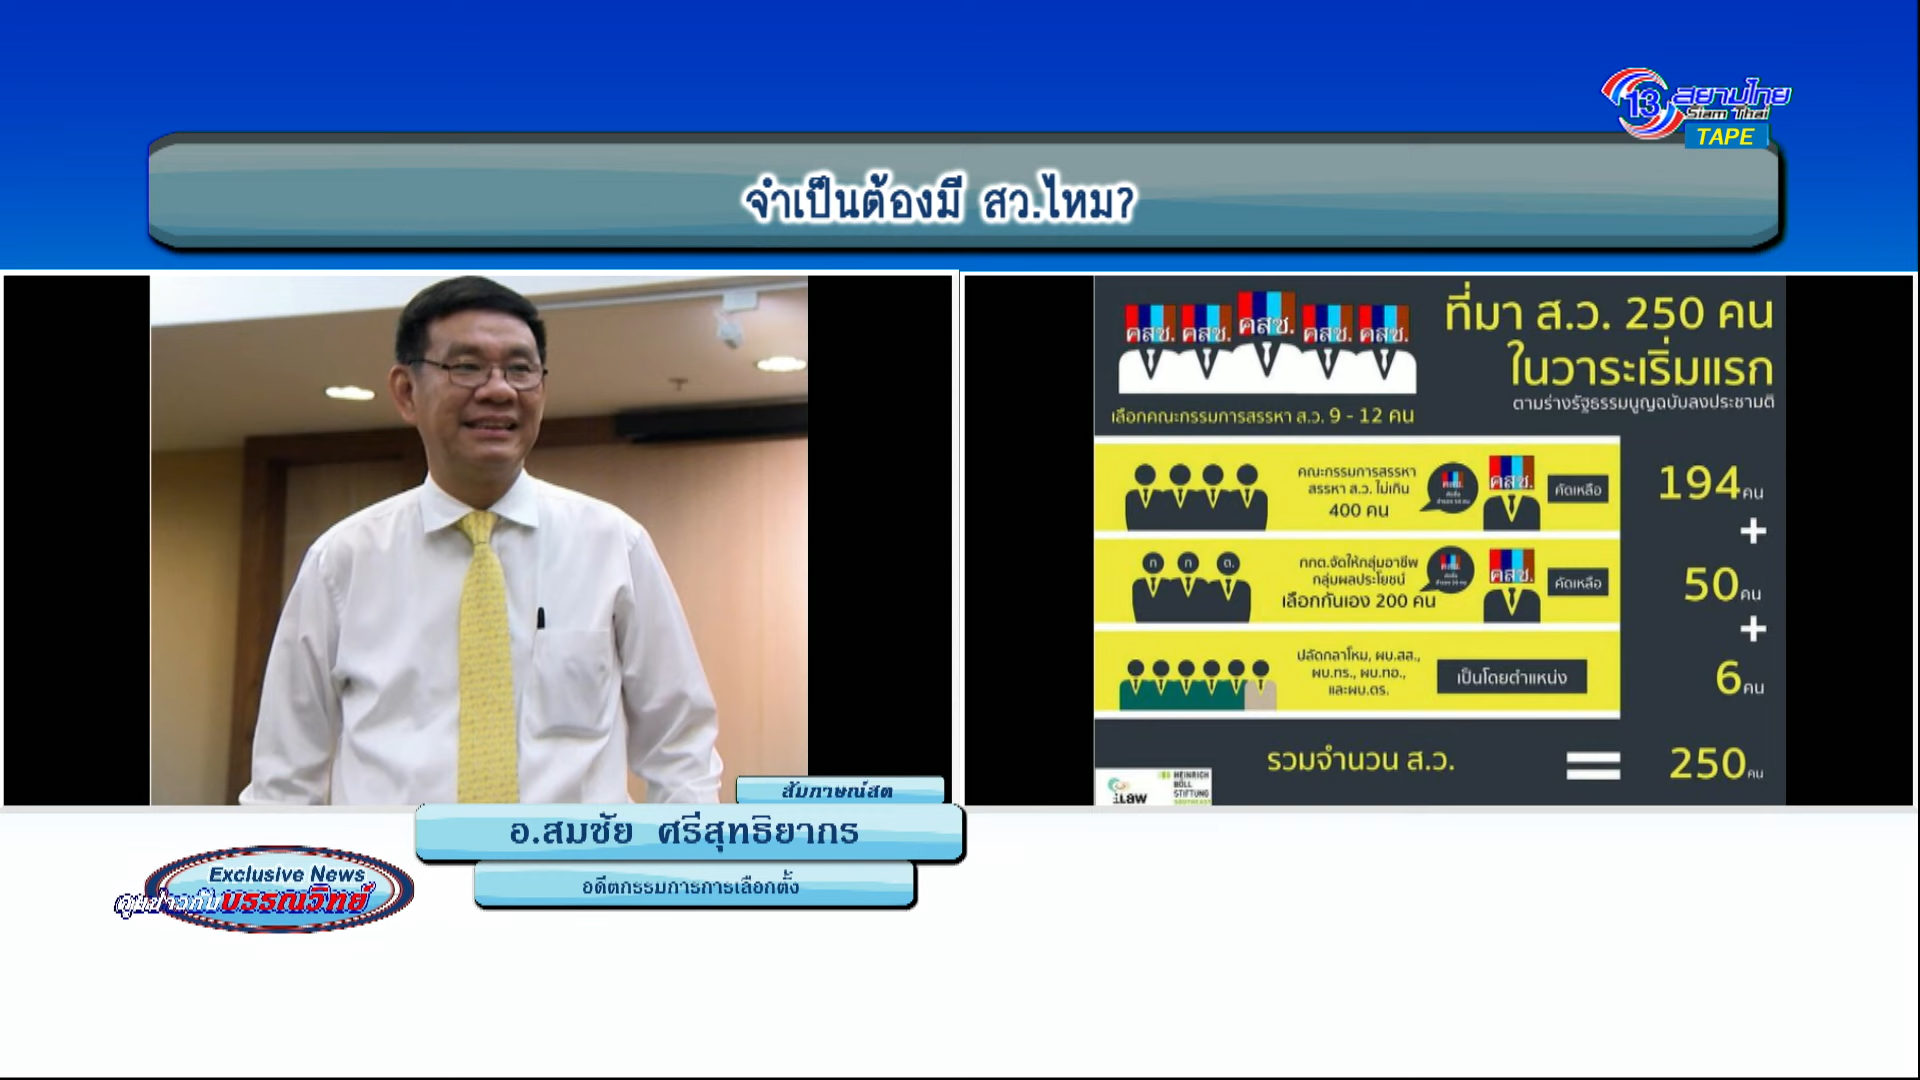 13 สยามไทย
Siam Thai
TAPE
จำเป็นต้องมี สว.ไหม?
คสช. คสช. คสช. คสช. คสช.
ที่มา ส.ว. 250 คน
ในวาระเริ่มแรก
ตามร่างรัฐธรรมนูญฉบับลงประชามติ
เลือกคณะกรรมการสรรหา ส.ว. 9 - 12 คน
คณะกรรมการสรรหา
สรรหา ส.ว. ไม่เกิน
400 คน
คสช.
คัดเหลือ
194 คน
+
ก ก ต.
กกต.จัดให้กลุ่มอาชีพ
กลุ่มผลประโยชน์
เลือกกันเอง 200 คน
คสช.
คัดเหลือ
50 คน
+
ปลัดกลาโหม, ผบ.สส.,
ผบ.ทร., ผบ.ทอ.,
และผบ.ตร.
เป็นโดยตำแหน่ง
6 คน
รวมจำนวน ส.ว. = 250 คน
iLAW
HEINRICH
BÖLL
STIFTUNG
สัมภาษณ์สด
อ.สมชัย ศรีสุทธิยากร
อดีตกรรมการการเลือกตั้ง
Exclusive News
คุยข่าวกับบรรณวิทย์